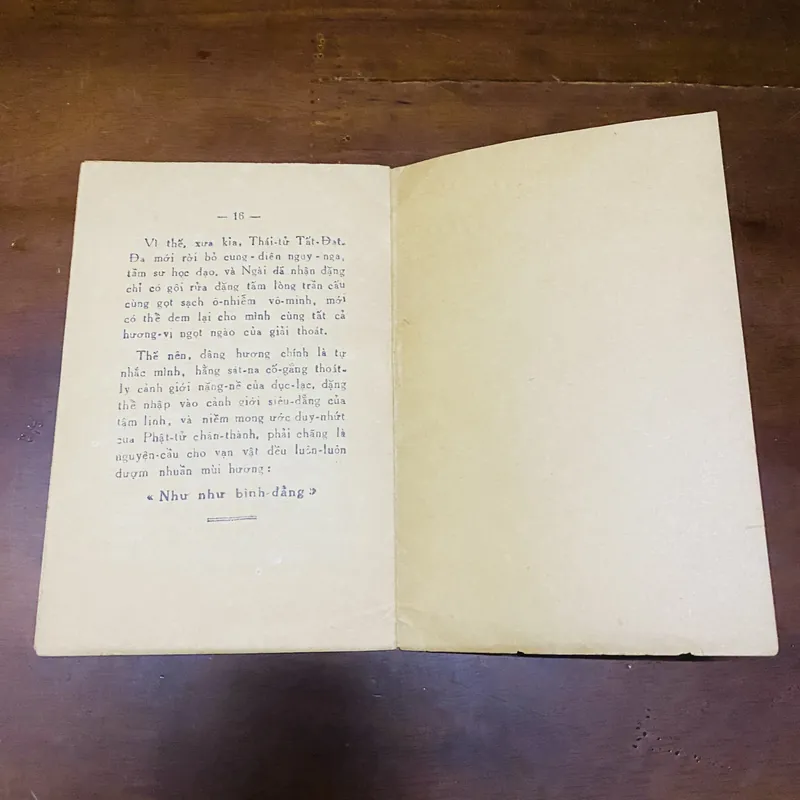 — 16 —
Vì thế, xưa kia, Thái-tử Tất-Đạt-
Đa mới rời bỏ cung-điện nguy-nga,
tầm sư học đạo, và Ngài đã nhận đặng
chỉ có gội rửa đặng tâm lòng trần cấu
cùng gọt sạch ô-nhiễm vô-minh, mới
có thể đem lại cho mình cùng tất cả
hương-vị ngọt ngào của giải thoát.
Thế nên, dâng hương chính là tự
nhắc mình, hằng sát-na cố-gắng thoát-
ly cảnh giới nặng-nề của dục-lạc, đặng
thể nhập vào cảnh giới siêu-đẳng của
tâm linh, và niềm mong ước duy-nhứt
của Phật-tử chân-thành, phải chăng là
nguyện-cầu cho vạn vật đều luôn-luôn
đượm nhuần mùi hương :
« Như như bình-đẳng »